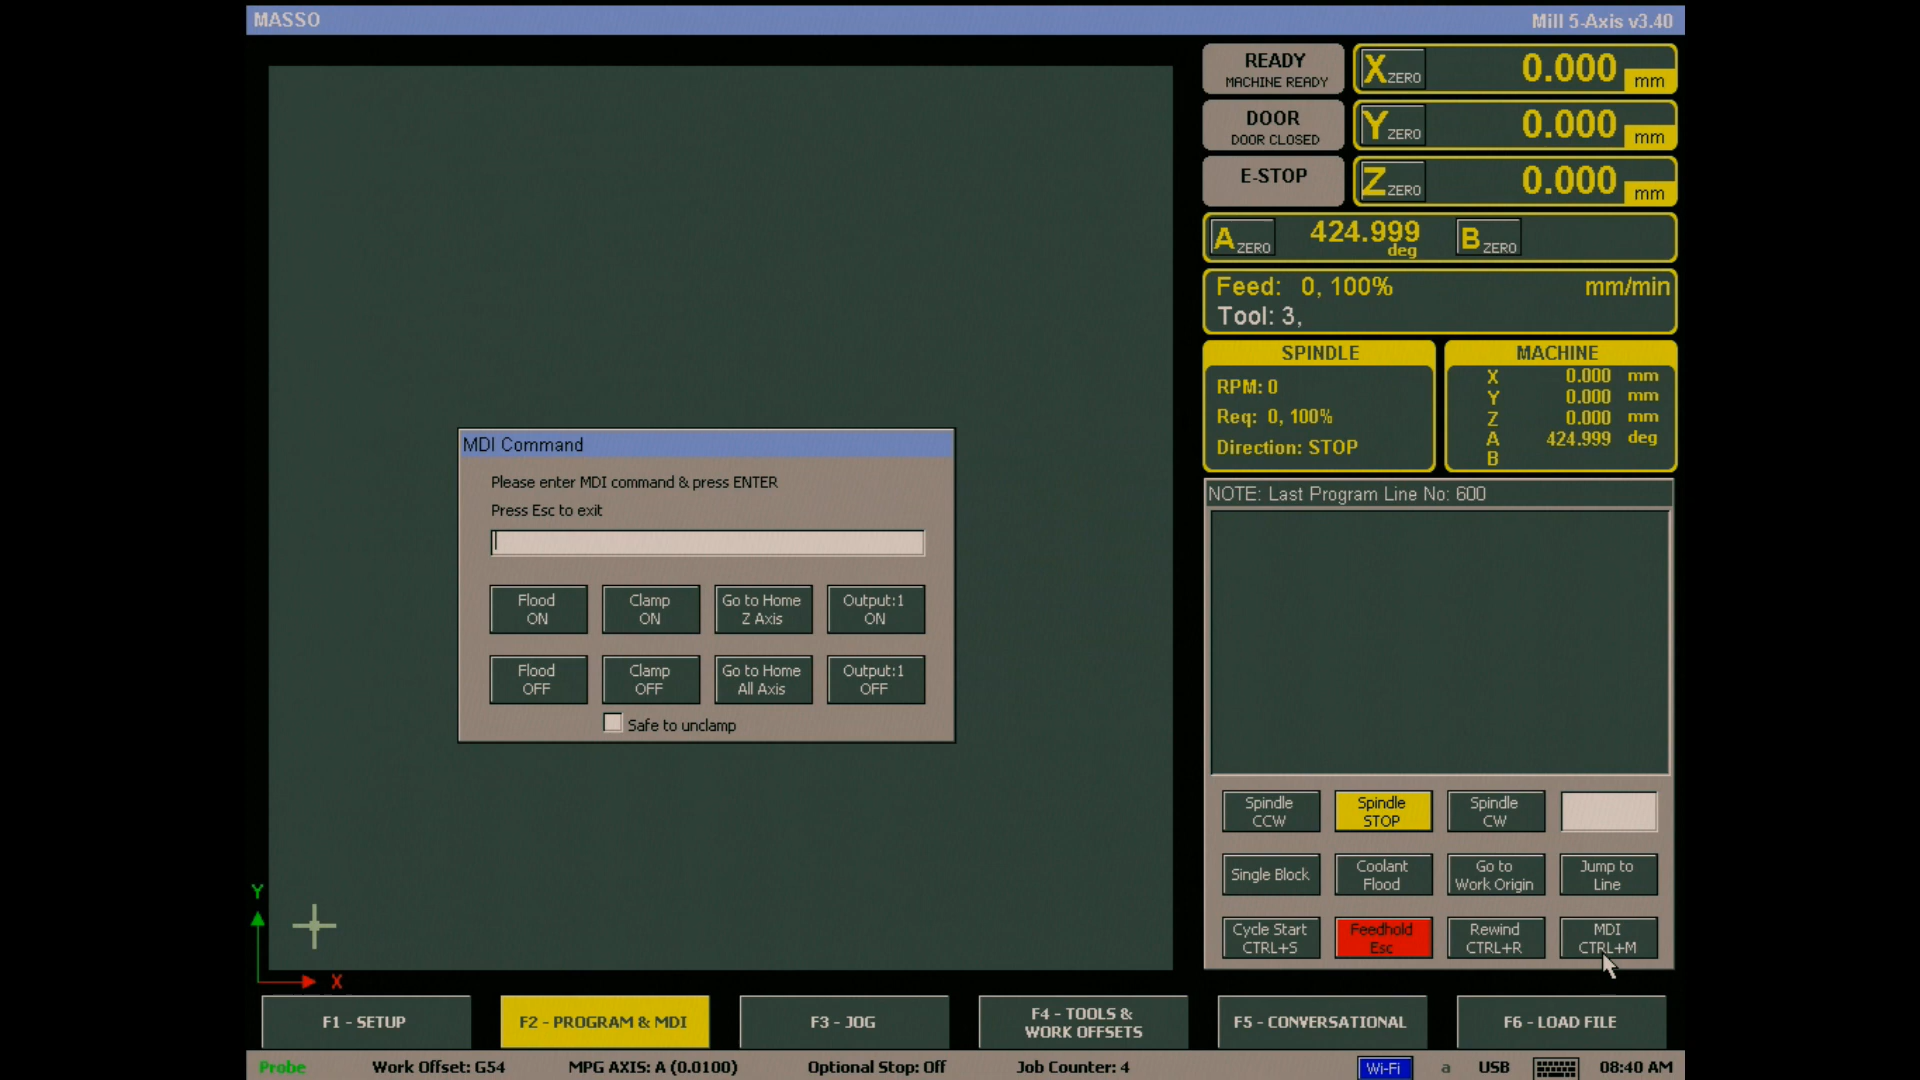 MASSO
Mill 5-Axis v3.40
READY
MACHINE READY
X ZERO
0.000
mm
DOOR
DOOR CLOSED
Y ZERO
0.000
mm
E-STOP
Z ZERO
0.000
mm
A ZERO
424.999
deg
B ZERO
Feed: 0, 100%
mm/min
Tool: 3,
SPINDLE
RPM: 0
Req: 0, 100%
Direction: STOP
MACHINE
X 0.000 mm
Y 0.000 mm
Z 0.000 mm
A 424.999 deg
B
NOTE: Last Program Line No: 600
MDI Command
Please enter MDI command & press ENTER
Press Esc to exit
Flood
ON
Clamp
ON
Go to Home
Z Axis
Output:1
ON
Flood
OFF
Clamp
OFF
Go to Home
All Axis
Output:1
OFF
Safe to unclamp
Spindle
CCW
Spindle
STOP
Spindle
CW
Single Block
Coolant
Flood
Go to
Work Origin
Jump to
Line
Cycle Start
CTRL+S
Feedhold
Esc
Rewind
CTRL+R
MDI
CTRL+M
Y
X
F1 - SETUP
F2 - PROGRAM & MDI
F3 - JOG
F4 - TOOLS &
WORK OFFSETS
F5 - CONVERSATIONAL
F6 - LOAD FILE
Probe
Work Offset: G54
MPG AXIS: A (0.0100)
Optional Stop: Off
Job Counter: 4
Wi-Fi
a
USB
08:40 AM